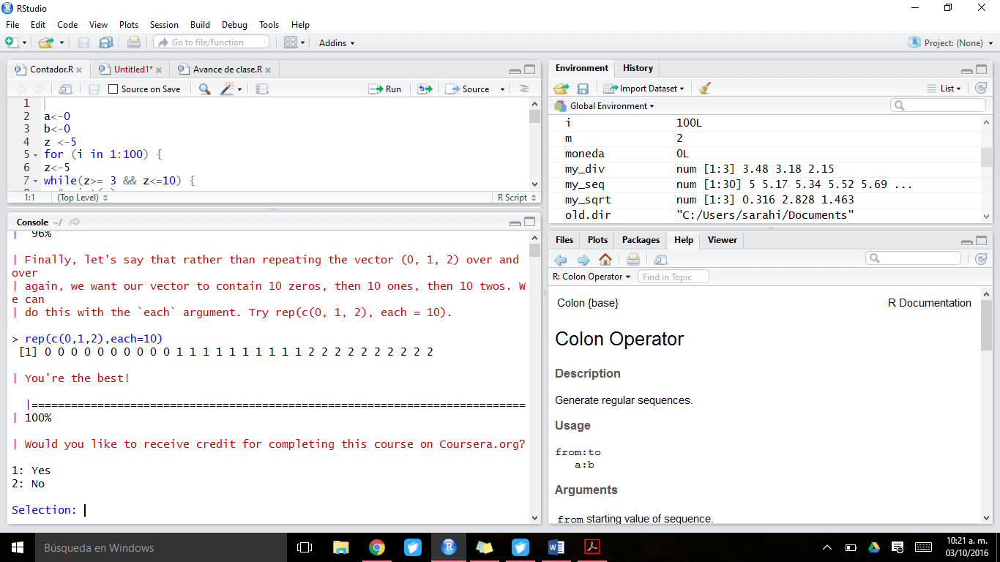 RStudio
File Edit Code View Plots Session Build Debug Tools Help
Go to file/function Addins Project: (None)
Contador.R Untitled1* Avance de clase.R
Source on Save Run Source
1
2 a<-0
3 b<-0
4 z <-5
5 for (i in 1:100) {
6 z<-5
7 while(z>= 3 && z<=10) {
1:1 (Top Level) R Script
Console ~/
| 96%
| Finally, let's say that rather than repeating the vector (0, 1, 2) over and
over
| again, we want our vector to contain 10 zeros, then 10 ones, then 10 twos. W
e can
| do this with the `each` argument. Try rep(c(0, 1, 2), each = 10).
> rep(c(0,1,2),each=10)
[1] 0 0 0 0 0 0 0 0 0 0 1 1 1 1 1 1 1 1 1 1 2 2 2 2 2 2 2 2 2 2
| You're the best!
|===========================================================================
| 100%
| Would you like to receive credit for completing this course on Coursera.org?
1: Yes
2: No
Selection:
Environment History
Import Dataset List
Global Environment
i 100L
m 2
moneda 0L
my_div num [1:3] 3.48 3.18 2.15
my_seq num [1:30] 5 5.17 5.34 5.52 5.69 ...
my_sqrt num [1:3] 0.316 2.828 1.463
old.dir "C:/Users/sarahi/Documents"
Files Plots Packages Help Viewer
R: Colon Operator Find in Topic
Colon {base} R Documentation
Colon Operator
Description
Generate regular sequences.
Usage
from:to
a:b
Arguments
from starting value of sequence.
Búsqueda en Windows
10:21 a. m.
03/10/2016